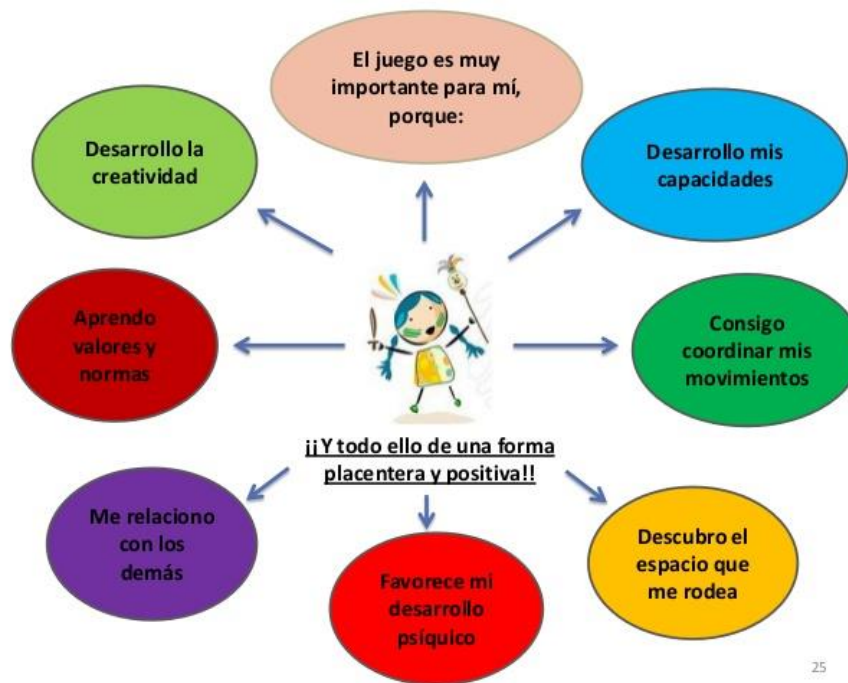 El juego es muy
importante para mí,
porque:
Desarrollo la
creatividad
Desarrollo mis
capacidades
Aprendo
valores y
normas
Consigo
coordinar mis
movimientos
¡¡Y todo ello de una forma
placentera y positiva!!
Me relaciono
con los
demás
Favorece mi
desarrollo
psíquico
Descubro el
espacio que
me rodea
25